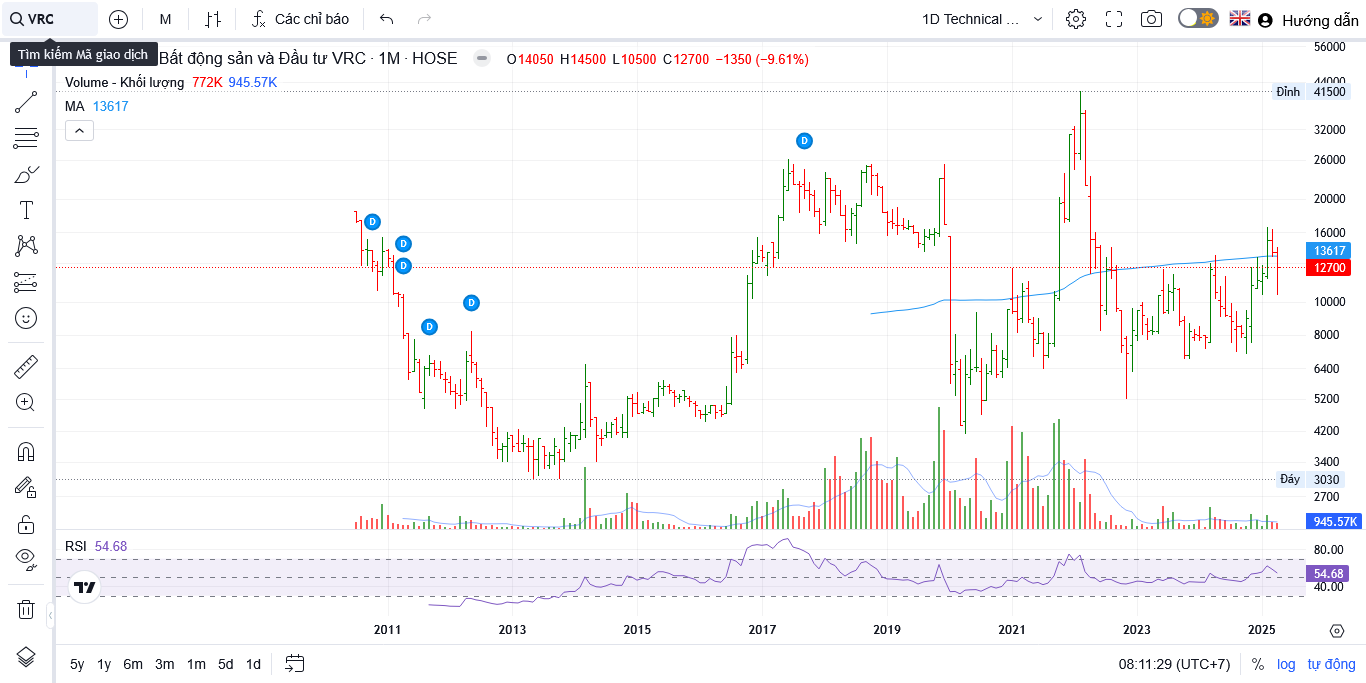 VRC
M
Các chỉ báo
1D Technical ...
Hướng dẫn
Tìm kiếm Mã giao dịch
Bất động sản và Đầu tư VRC · 1M · HOSE
O14050 H14500 L10500 C12700 −1350 (−9.61%)
Volume - Khối lượng 772K 945.57K
MA 13617
56000
44000
Đỉnh 41500
32000
26000
20000
16000
13617
12700
10000
8000
6400
5200
4200
3400
Đáy 3030
2700
945.57K
D
D
D
D
D
D
RSI 54.68
80.00
54.68
40.00
2011 2013 2015 2017 2019 2021 2023 2025
5y 1y 6m 3m 1m 5d 1d
08:11:29 (UTC+7) % log tự động